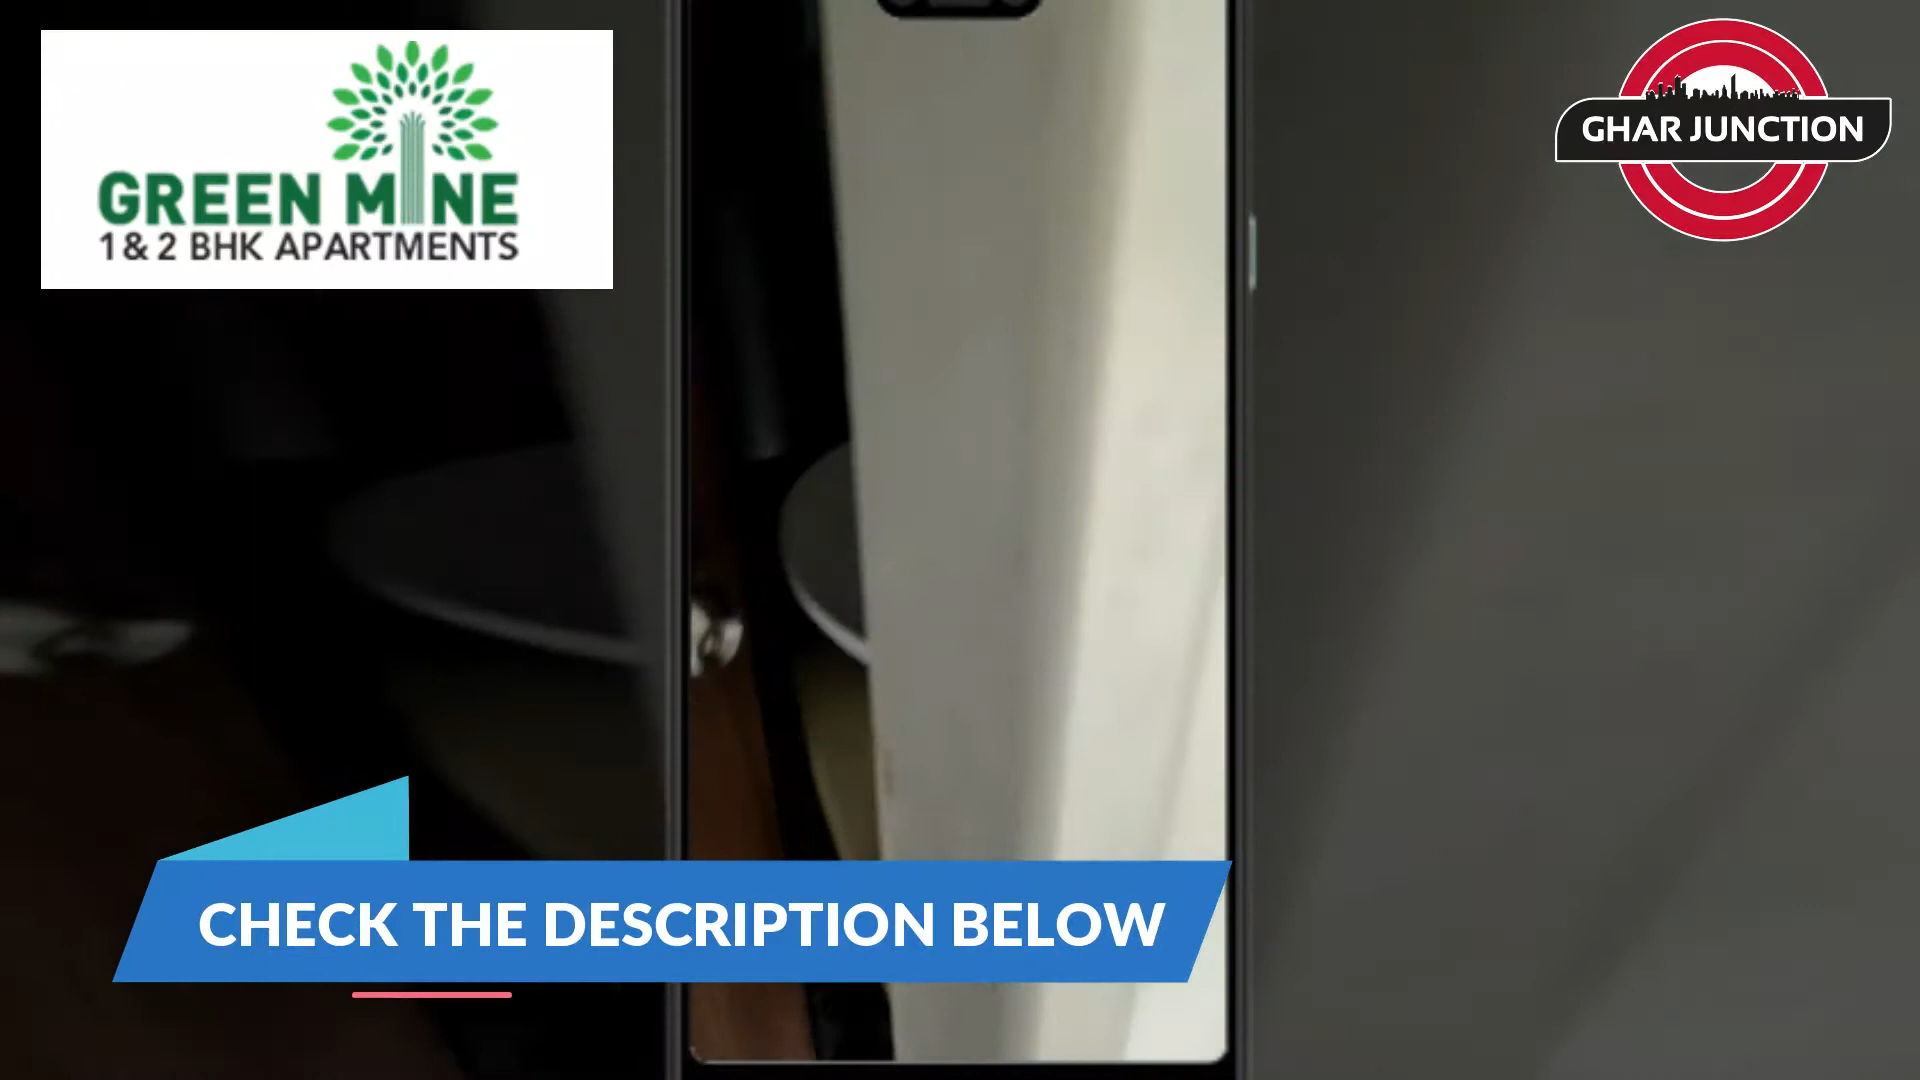 GREEN MINE
1 & 2 BHK APARTMENTS
GHAR JUNCTION
CHECK THE DESCRIPTION BELOW